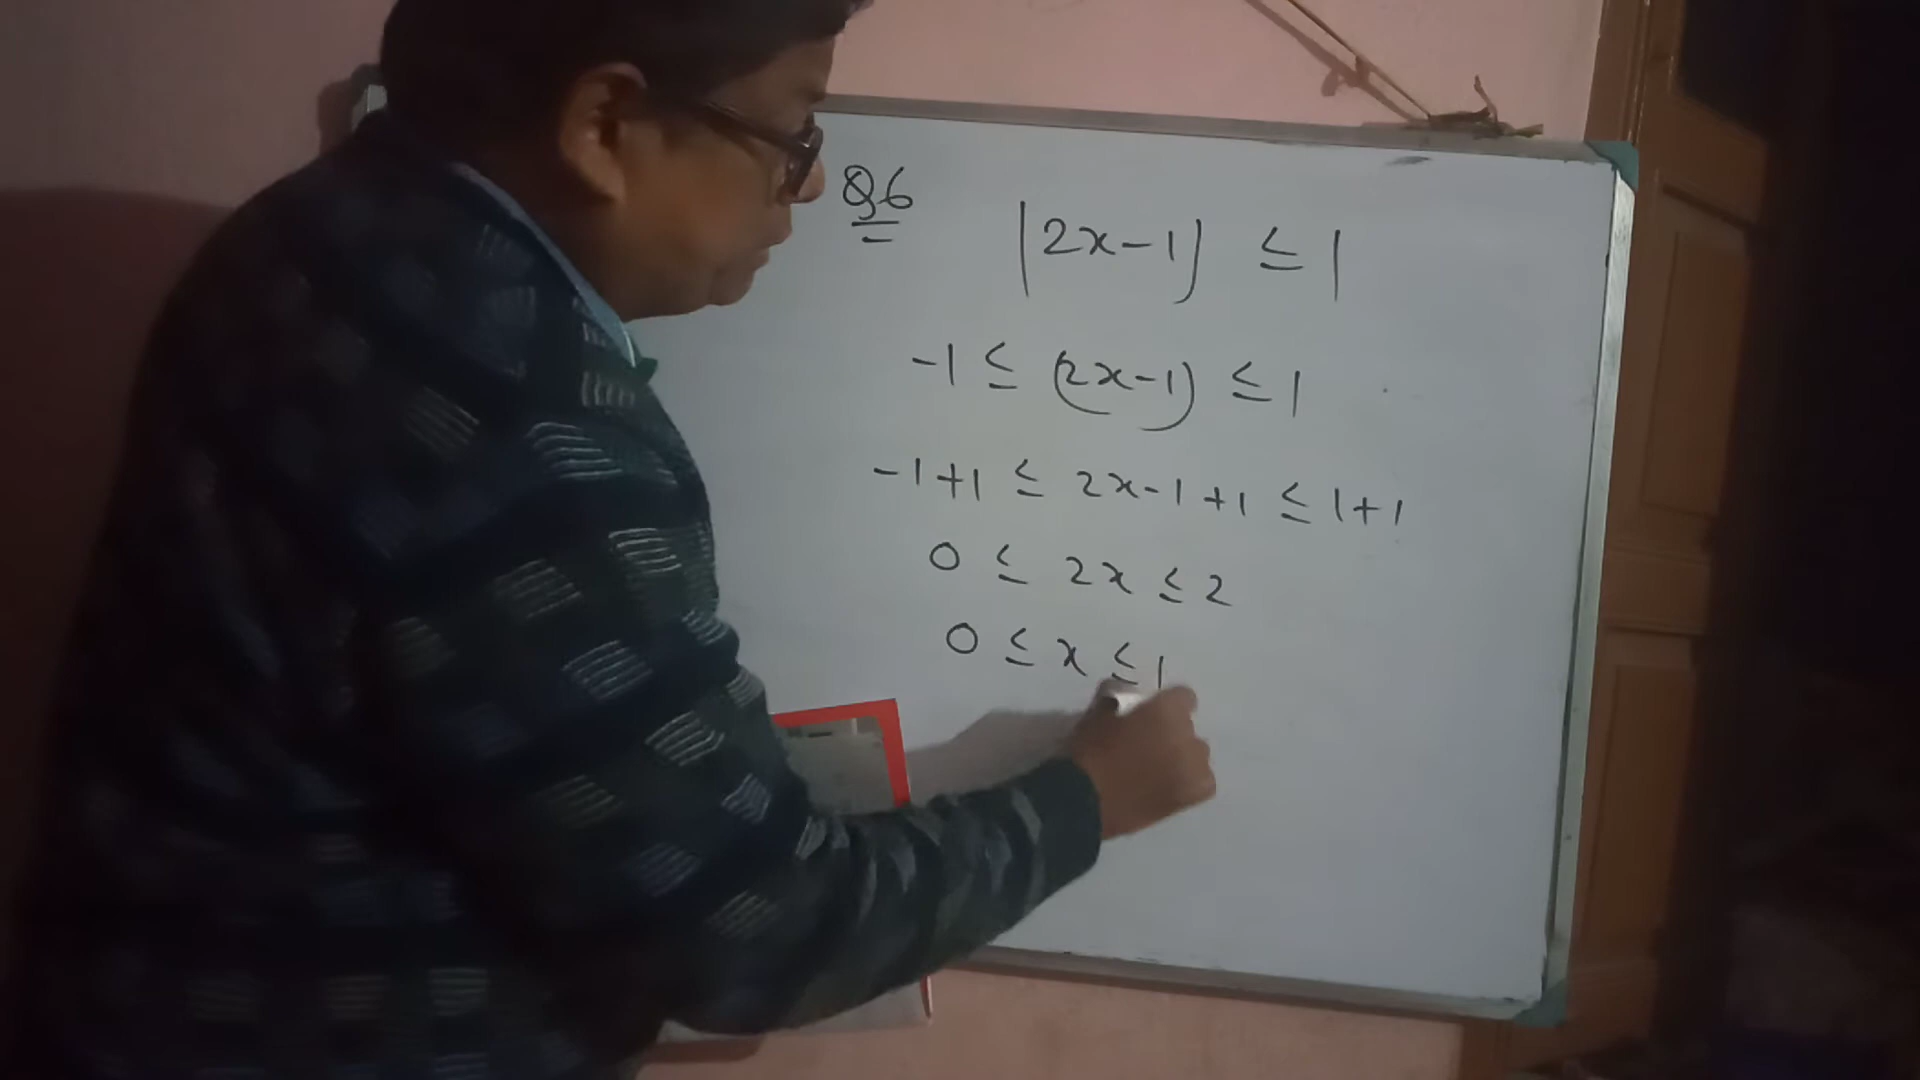 Q6
|2x-1| ≤ 1
-1 ≤ (2x-1) ≤ 1
-1+1 ≤ 2x-1+1 ≤ 1+1
0 ≤ 2x ≤ 2
0 ≤ x ≤ 1